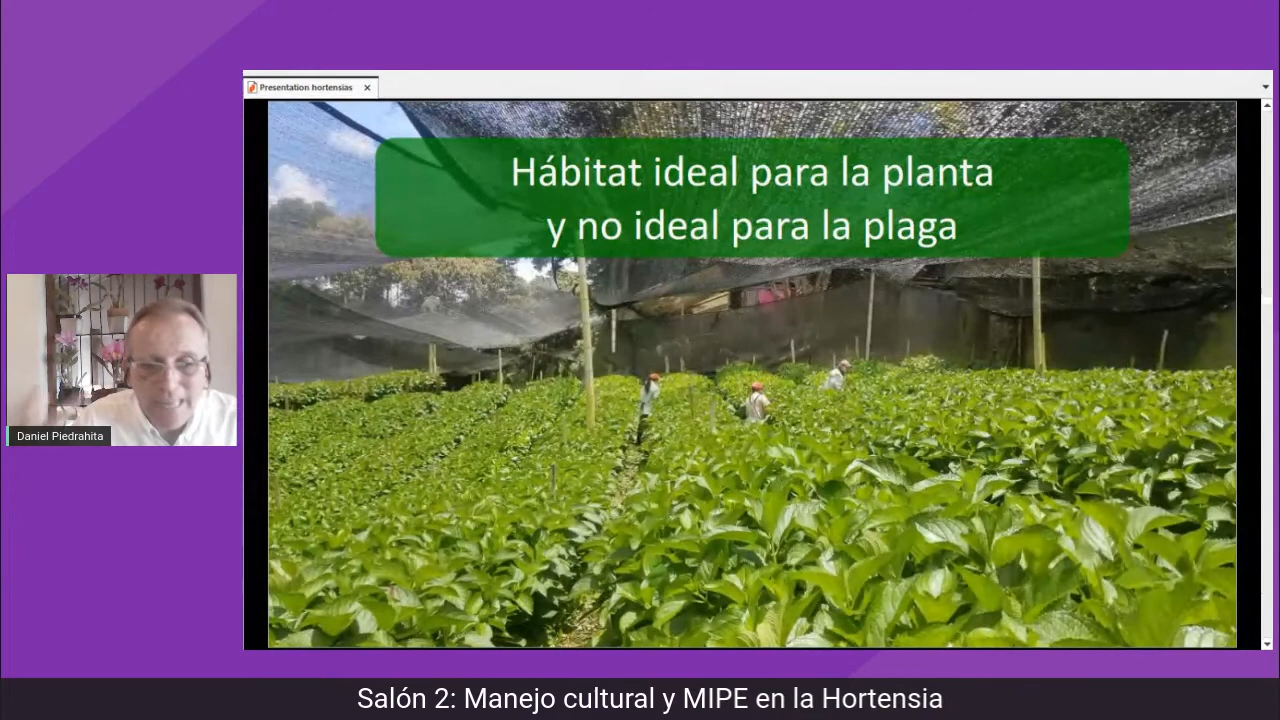 Presentation hortensias
Hábitat ideal para la planta
y no ideal para la plaga
Daniel Piedrahita
Salón 2: Manejo cultural y MIPE en la Hortensia